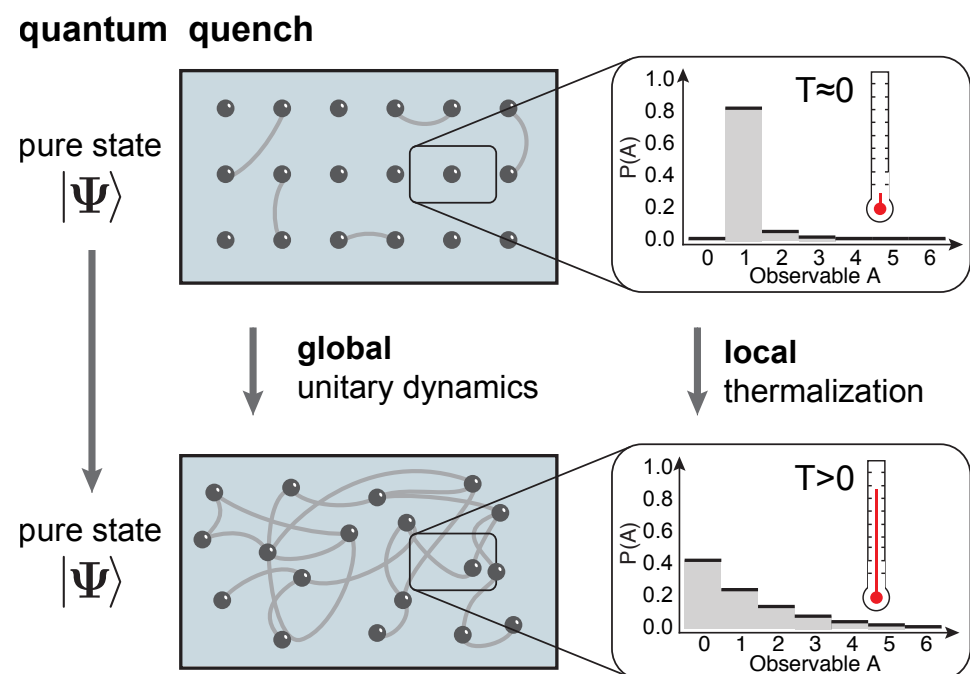 quantum quench
pure state
|Ψ⟩
1.0
0.8
0.6
0.4
0.2
0.0
P(A)
T≈0
0 1 2 3 4 5 6
Observable A
global
unitary dynamics
local
thermalization
pure state
|Ψ⟩
1.0
0.8
0.6
0.4
0.2
0.0
P(A)
T>0
0 1 2 3 4 5 6
Observable A